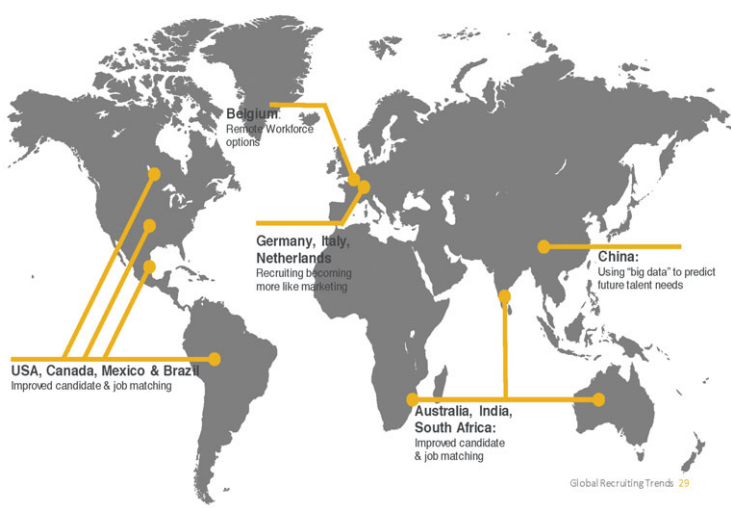 Belgium:
Remote Workforce
options
Germany, Italy,
Netherlands
Recruiting becoming
more like marketing
China:
Using "big data" to predict
future talent needs
USA, Canada, Mexico & Brazil
Improved candidate & job matching
Australia, India,
South Africa:
Improved candidate
& job matching
Global Recruiting Trends 29